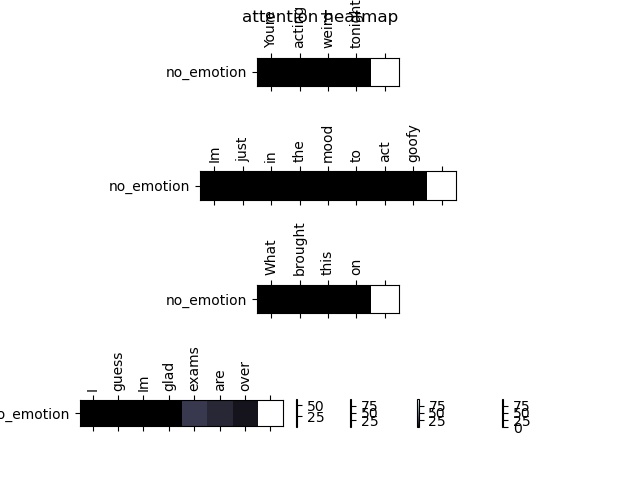 attention heatmap
Youre acting weird tonight
no_emotion
Im just in the mood to act goofy
no_emotion
What brought this on
no_emotion
I guess Im glad exams are over
no_emotion
50 75 75 75
25 50 50 50
25 25 25
0